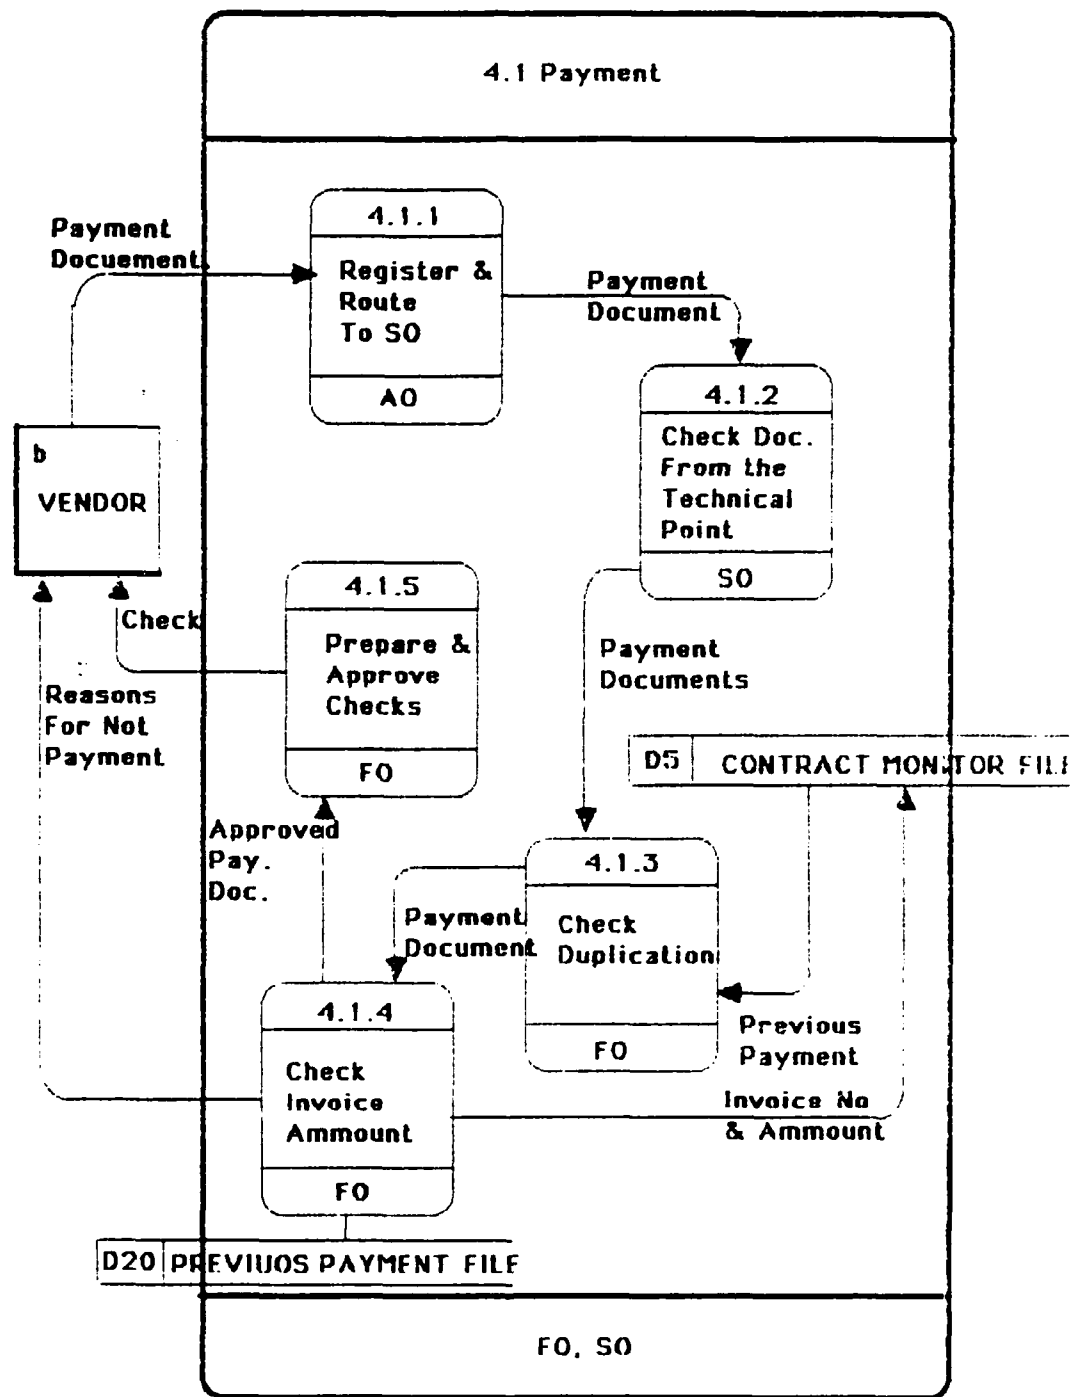 4.1 Payment
Payment
Docuement
4.1.1
Register &
Route
To SO
AO
Payment
Document
4.1.2
Check Doc.
From the
Technical
Point
SO
b
VENDOR
4.1.5
Prepare &
Approve
Checks
FO
Check
Reasons
For Not
Payment
Payment
Documents
D5 CONTRACT MONITOR FILE
Approved
Pay.
Doc.
4.1.3
Check
Duplication
FO
Payment
Document
4.1.4
Check
Invoice
Ammount
FO
Previous
Payment
Invoice No
& Ammount
D20 PREVIUOS PAYMENT FILE
FO, SO